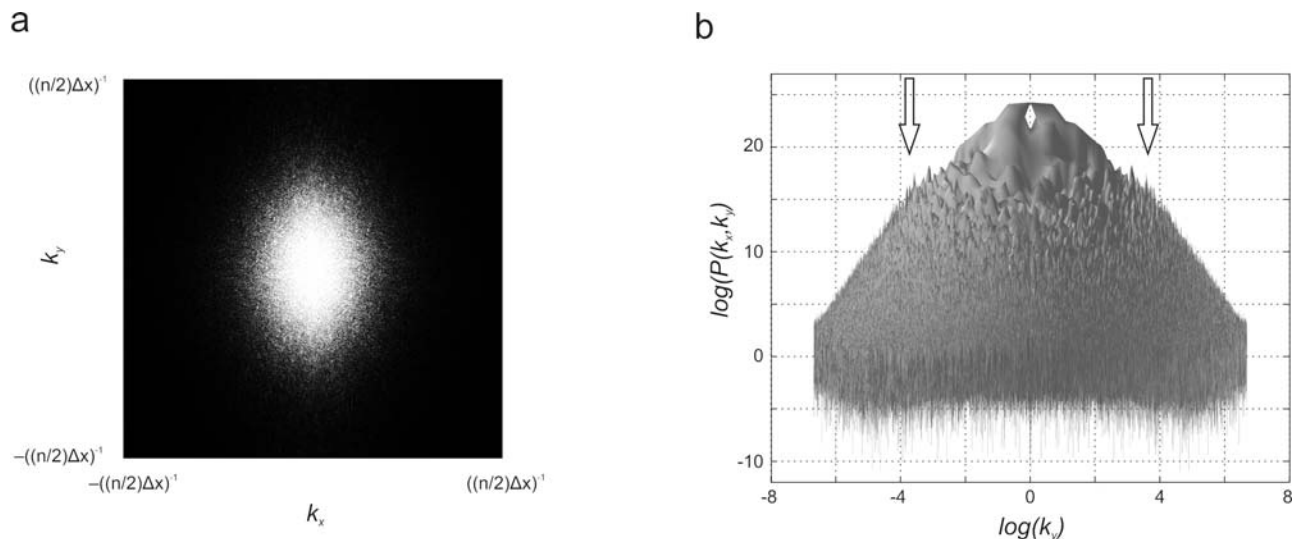 a
((n/2)Δx)⁻¹
k_y
−((n/2)Δx)⁻¹
−((n/2)Δx)⁻¹
((n/2)Δx)⁻¹
k_x
b
log(P(k_x,k_y)
20
10
0
-10
-8
-4
0
4
8
log(k_y)